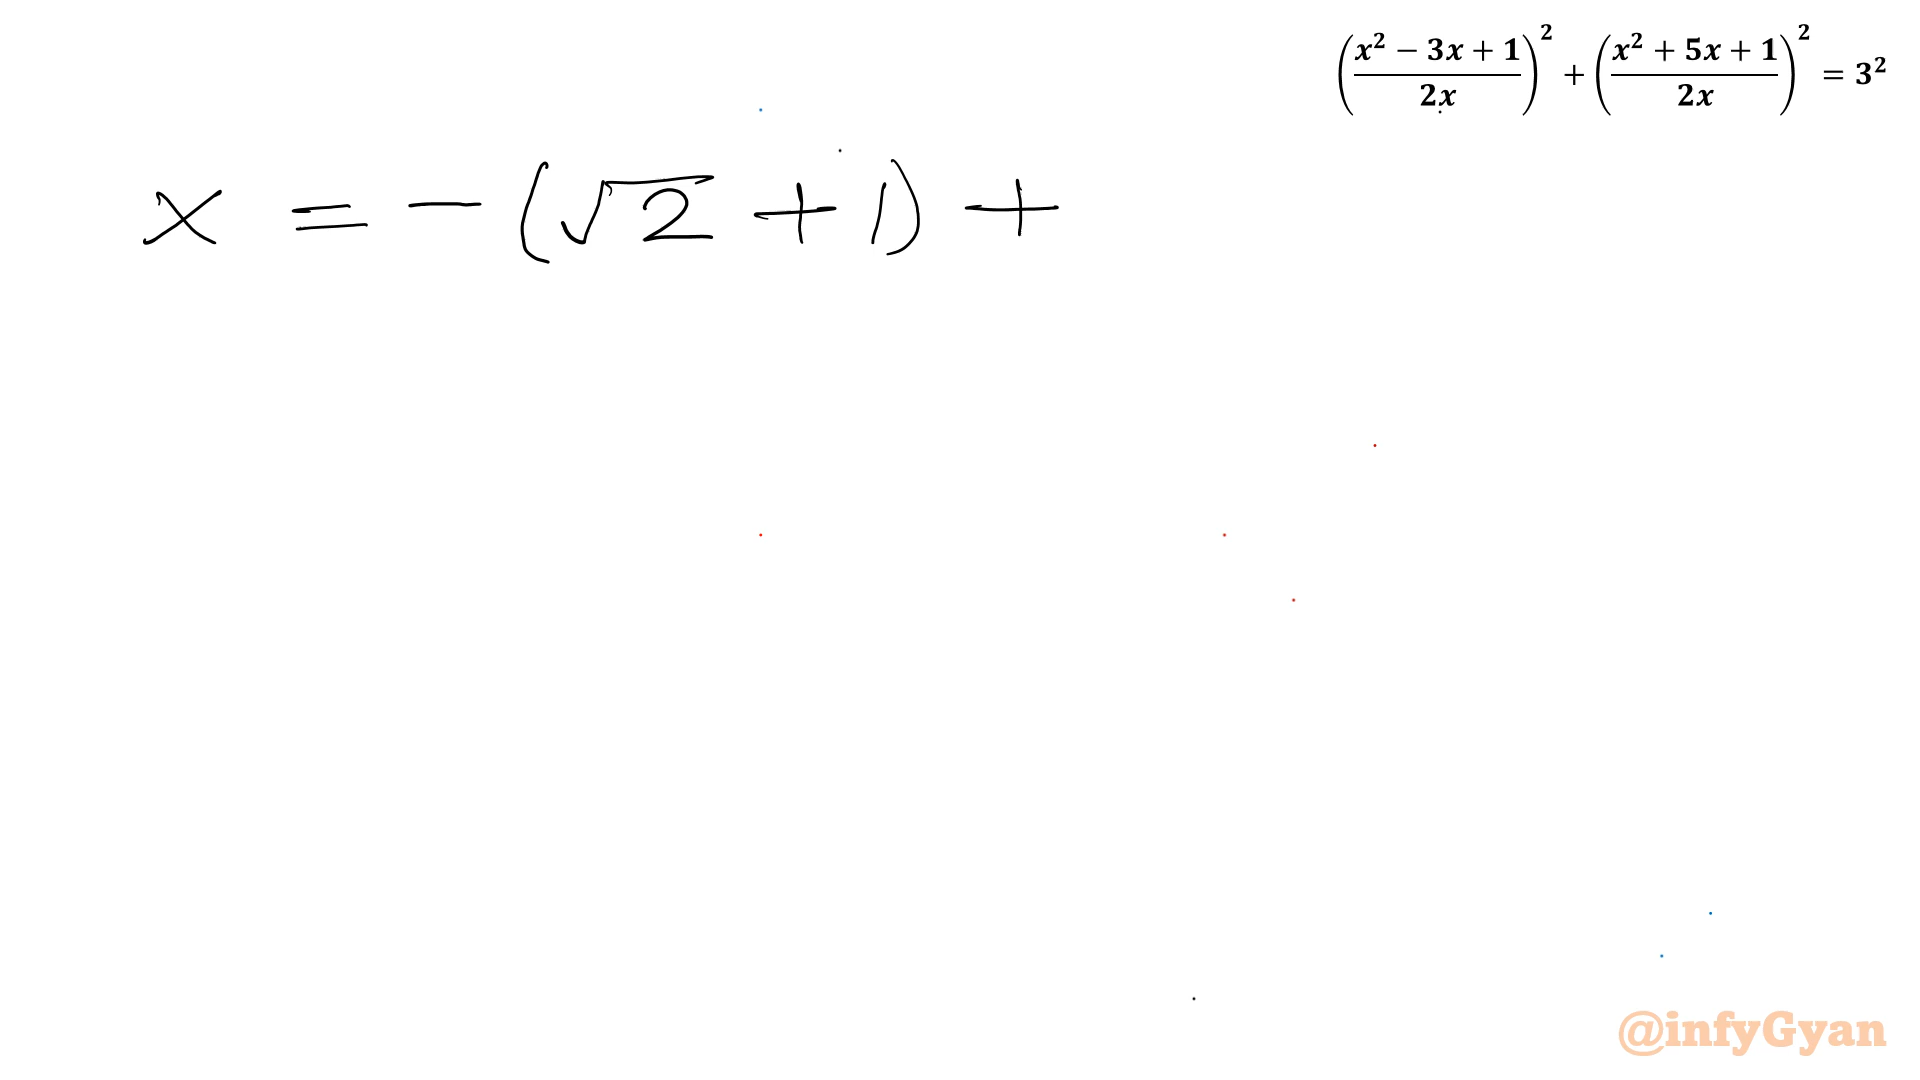 (x² − 3x + 1 / 2x)² + (x² + 5x + 1 / 2x)² = 3²
x = − (√2 + 1) +
@infyGyan